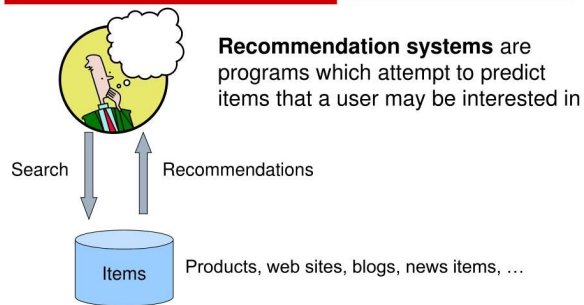 Recommendation systems are
programs which attempt to predict
items that a user may be interested in
Search
Recommendations
Items
Products, web sites, blogs, news items, …